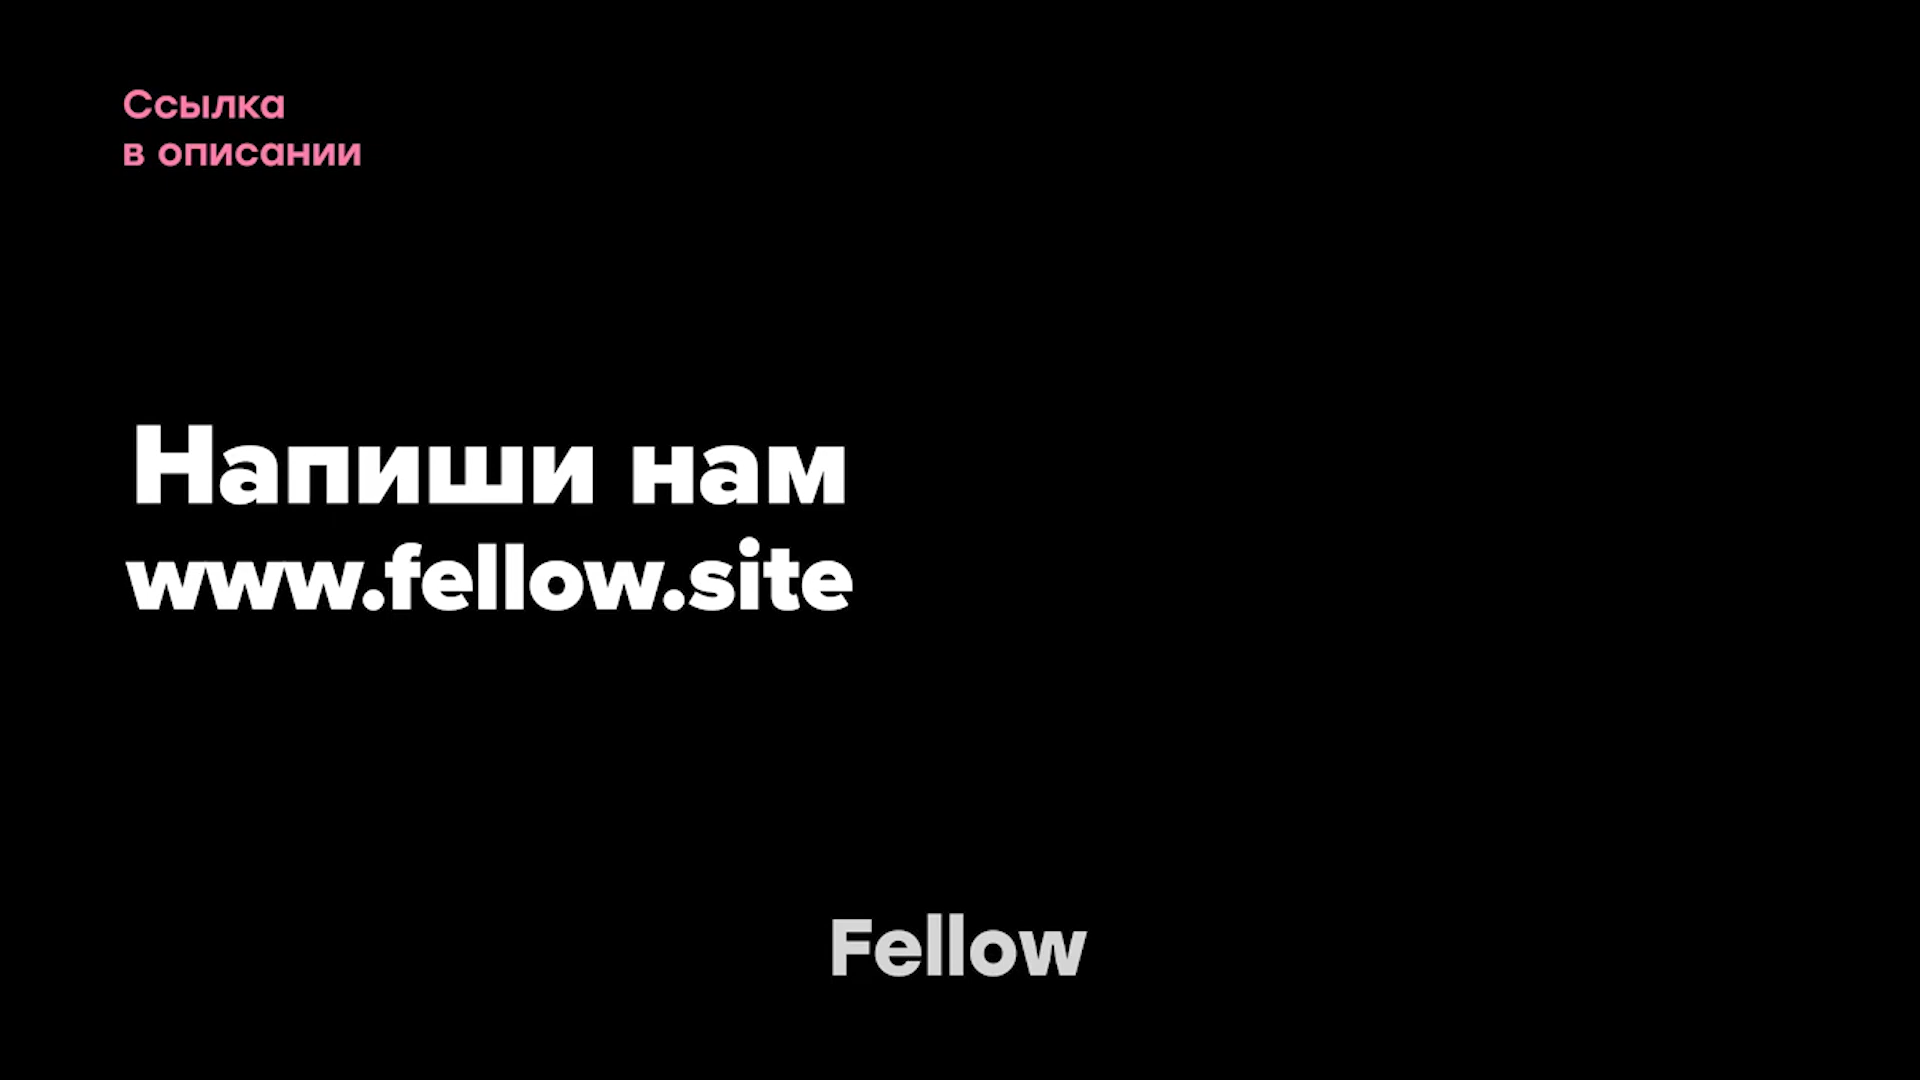 Ссылка
в описании
Напиши нам
www.fellow.site
Fellow